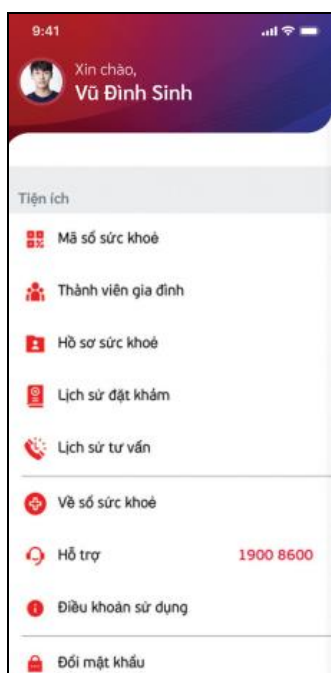 9:41
Xin chào,
Vũ Đình Sinh
Tiện ích
Mã số sức khoẻ
Thành viên gia đình
Hồ sơ sức khoẻ
Lịch sử đặt khám
Lịch sử tư vấn
Về sổ sức khoẻ
Hỗ trợ 1900 8600
Điều khoản sử dụng
Đổi mật khẩu